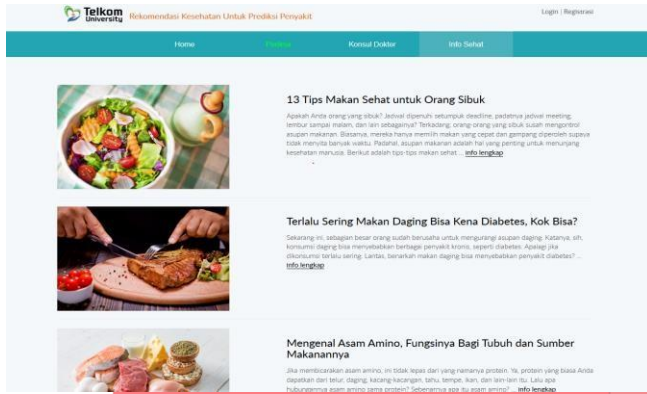 Telkom
University
Rekomendasi Kesehatan Untuk Prediksi Penyakit
Login | Registrasi
Home
Konsul Dokter
Info Sehat
13 Tips Makan Sehat untuk Orang Sibuk
Apakah Anda orang yang sibuk? Jadwal dipenuhi setumpuk deadline, padatnya jadwal meeting,
lembur sampai malam, dan lain sebagainya? Terkadang, orang-orang yang sibuk susah mengontrol
asupan makanan. Biasanya, mereka hanya memilih makan yang cepat dan gampang diperoleh supaya
tidak menyita banyak waktu. Padahal, asupan makanan adalah hal yang penting untuk menunjang
kesehatan manusia. Berikut adalah tips-tips makan sehat ... info lengkap
Terlalu Sering Makan Daging Bisa Kena Diabetes, Kok Bisa?
Sekarang ini, sebagian besar orang sudah berusaha untuk mengurangi asupan daging. Katanya, sih,
konsumsi daging bisa menyebabkan berbagai penyakit kronis, seperti diabetes. Apalagi jika
dikonsumsi terlalu sering. Lantas, benarkah makan daging bisa menyebabkan penyakit diabetes? ...
info lengkap
Mengenal Asam Amino, Fungsinya Bagi Tubuh dan Sumber
Makanannya
Jika membicarakan asam amino, ini tidak lepas dari yang namanya protein. Ya, protein yang biasa Anda
dapatkan dari telur, daging, kacang-kacangan, tahu, tempe, ikan, dan lain-lain itu. Lalu apa
hubungannya asam amino sama protein? Sebenarnya apa itu asam amino? ... info lengkap